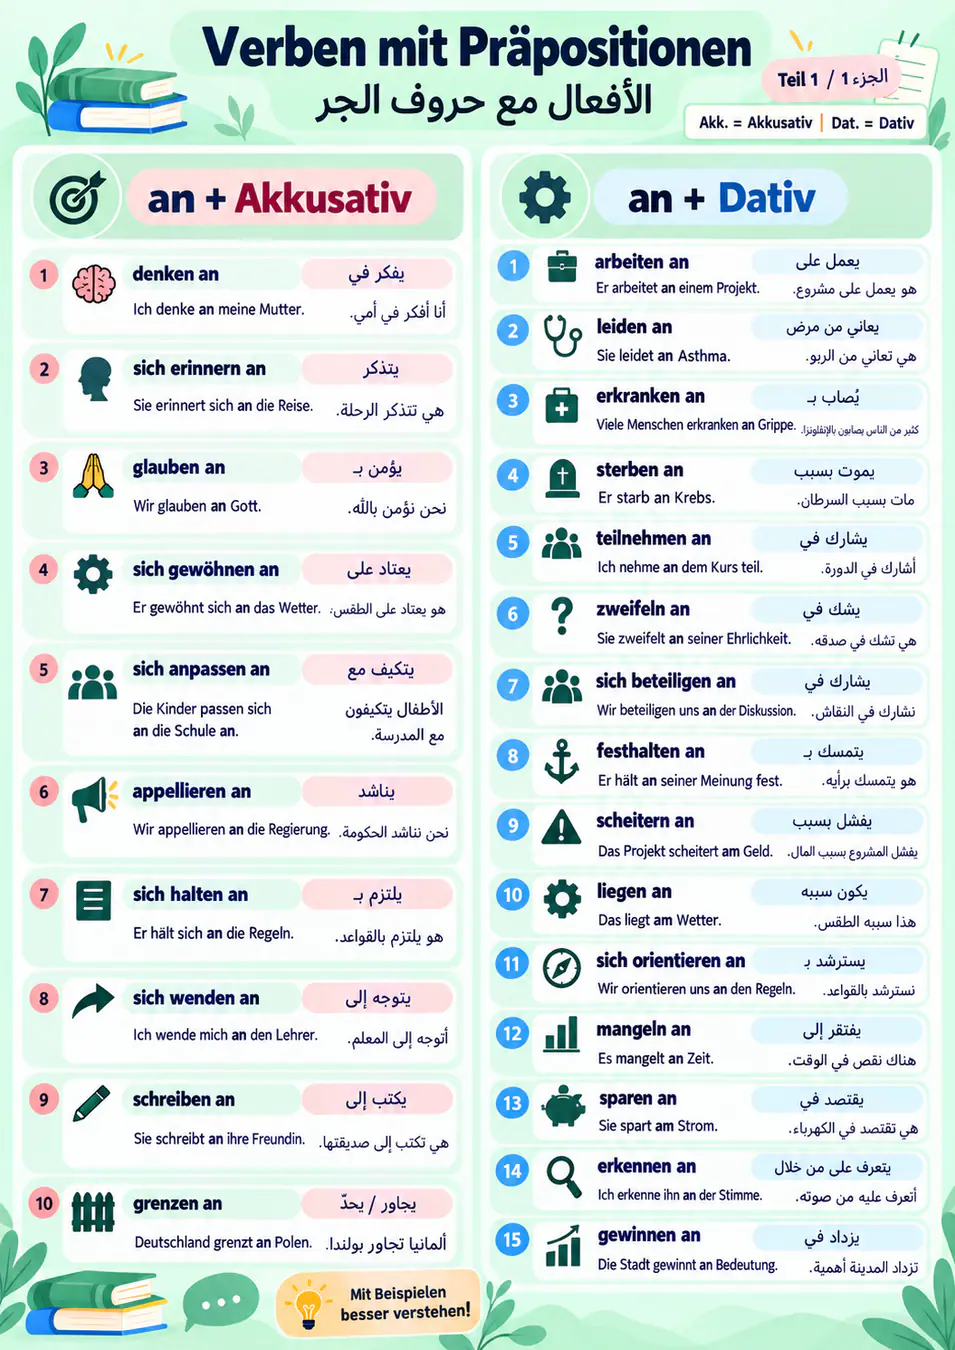 Verben mit Präpositionen
الأفعال مع حروف الجر
Teil 1 / الجزء 1
Akk. = Akkusativ | Dat. = Dativ
an + Akkusativ
1
denken an
يفكر في
Ich denke an meine Mutter.
أنا أفكر في أمي.
2
sich erinnern an
يتذكر
Sie erinnert sich an die Reise.
هي تتذكر الرحلة.
3
glauben an
يؤمن بـ
Wir glauben an Gott.
نحن نؤمن بالله.
4
sich gewöhnen an
يعتاد على
Er gewöhnt sich an das Wetter.
هو يعتاد على الطقس.
5
sich anpassen an
يتكيف مع
Die Kinder passen sich
an die Schule an.
الأطفال يتكيفون
مع المدرسة.
6
appellieren an
يناشد
Wir appellieren an die Regierung.
نحن نناشد الحكومة.
7
sich halten an
يلتزم بـ
Er hält sich an die Regeln.
هو يلتزم بالقواعد.
8
sich wenden an
يتوجه إلى
Ich wende mich an den Lehrer.
أتوجه إلى المعلم.
9
schreiben an
يكتب إلى
Sie schreibt an ihre Freundin.
هي تكتب إلى صديقتها.
10
grenzen an
يجاور / يحدّ
Deutschland grenzt an Polen.
ألمانيا تجاور بولندا.
Mit Beispielen
besser verstehen!
an + Dativ
1
arbeiten an
يعمل على
Er arbeitet an einem Projekt.
هو يعمل على مشروع.
2
leiden an
يعاني من مرض
Sie leidet an Asthma.
هي تعاني من الربو.
3
erkranken an
يُصاب بـ
Viele Menschen erkranken an Grippe.
كثير من الناس يصابون بالإنفلونزا.
4
sterben an
يموت بسبب
Er starb an Krebs.
مات بسبب السرطان.
5
teilnehmen an
يشارك في
Ich nehme an dem Kurs teil.
أشارك في الدورة.
6
zweifeln an
يشك في
Sie zweifelt an seiner Ehrlichkeit.
هي تشك في صدقه.
7
sich beteiligen an
يشارك في
Wir beteiligen uns an der Diskussion.
نشارك في النقاش.
8
festhalten an
يتمسك بـ
Er hält an seiner Meinung fest.
هو يتمسك برأيه.
9
scheitern an
يفشل بسبب
Das Projekt scheitert am Geld.
يفشل المشروع بسبب المال.
10
liegen an
يكون سببه
Das liegt am Wetter.
هذا سببه الطقس.
11
sich orientieren an
يسترشد بـ
Wir orientieren uns an den Regeln.
نسترشد بالقواعد.
12
mangeln an
يفتقر إلى
Es mangelt an Zeit.
هناك نقص في الوقت.
13
sparen an
يقتصد في
Sie spart am Strom.
هي تقتصد في الكهرباء.
14
erkennen an
يتعرف على من خلال
Ich erkenne ihn an der Stimme.
أتعرف عليه من صوته.
15
gewinnen an
يزداد في
Die Stadt gewinnt an Bedeutung.
تزداد المدينة أهمية.